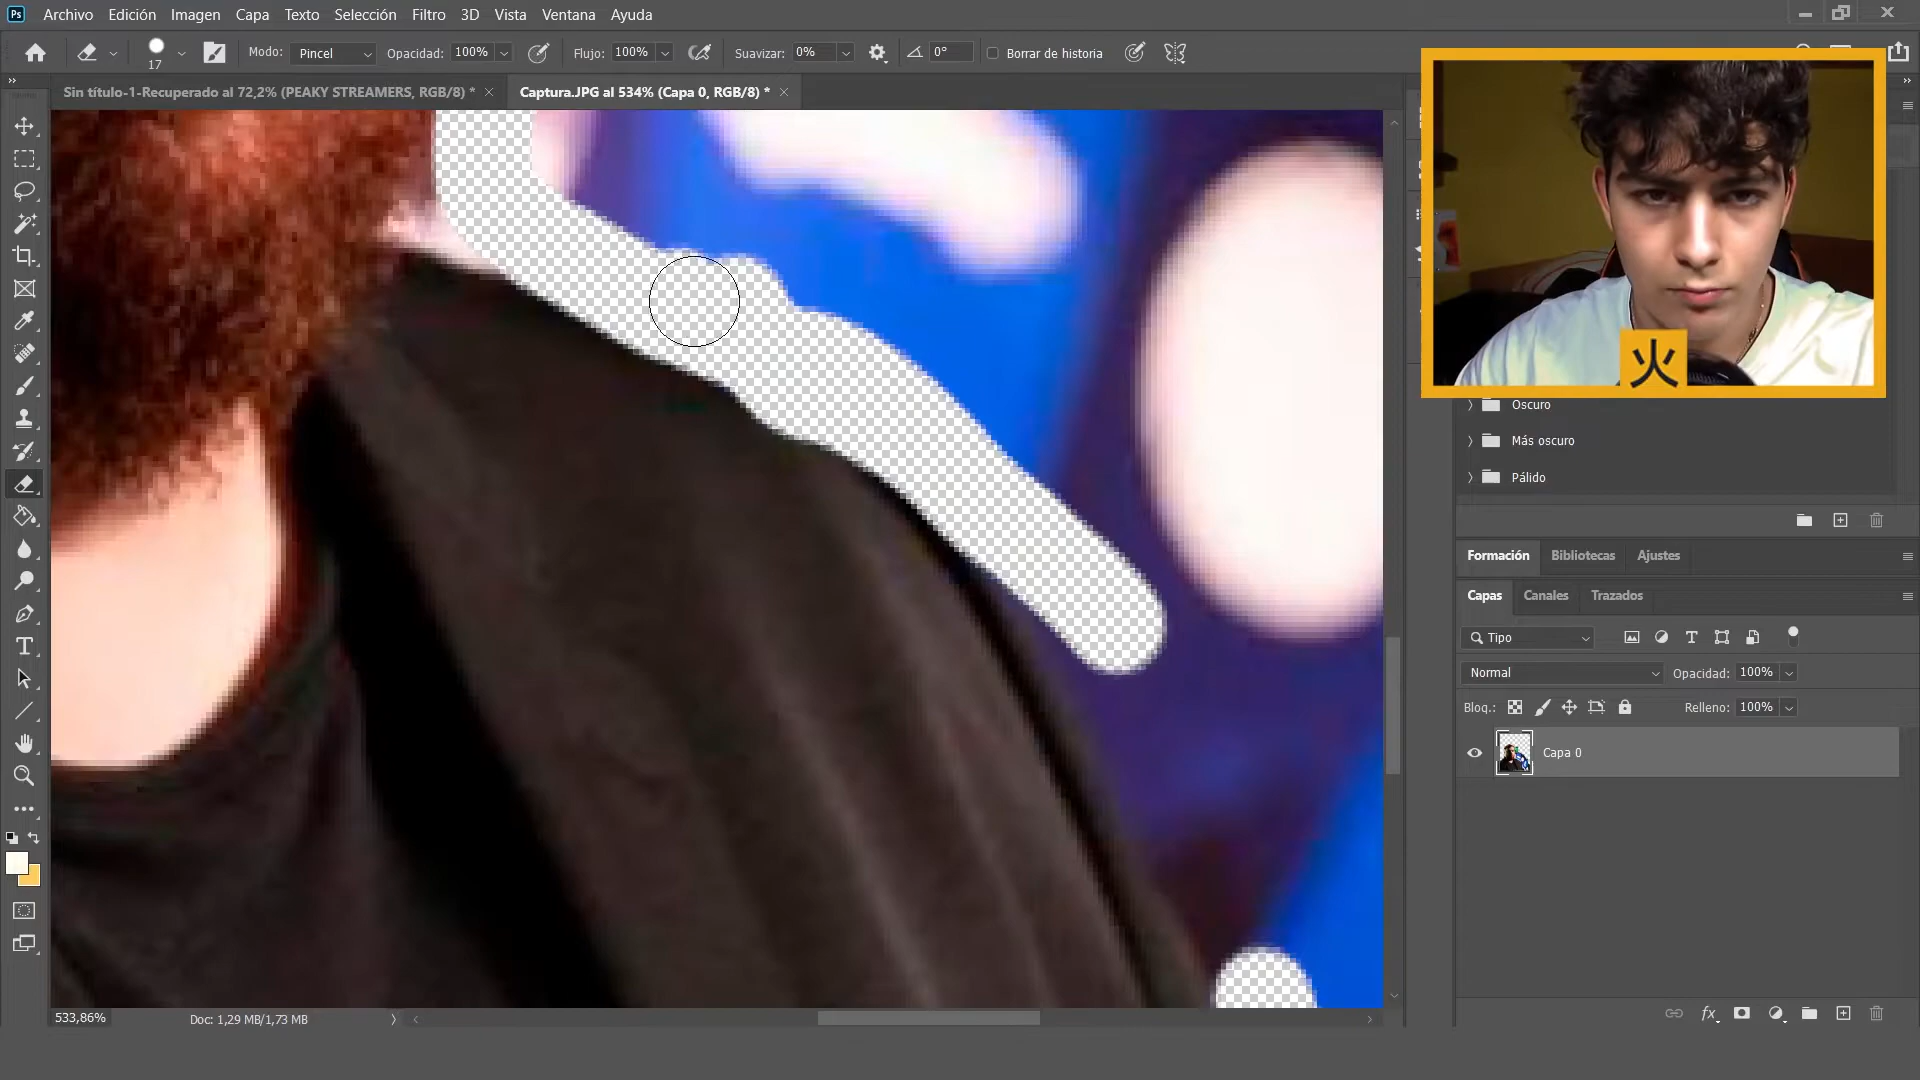 Ps Archivo Edición Imagen Capa Texto Selección Filtro 3D Vista Ventana Ayuda
17 Modo: Pincel Opacidad: 100% Flujo: 100% Suavizar: 0% 0° Borrar de historia
Sin título-1-Recuperado al 72,2% (PEAKY STREAMERS, RGB/8) * Captura.JPG al 534% (Capa 0, RGB/8) *
火
Oscuro
Más oscuro
Pálido
Formación Bibliotecas Ajustes
Capas Canales Trazados
Tipo
Normal Opacidad: 100%
Bloq.: Relleno: 100%
Capa 0
fx
533,86% Doc: 1,29 MB/1,73 MB